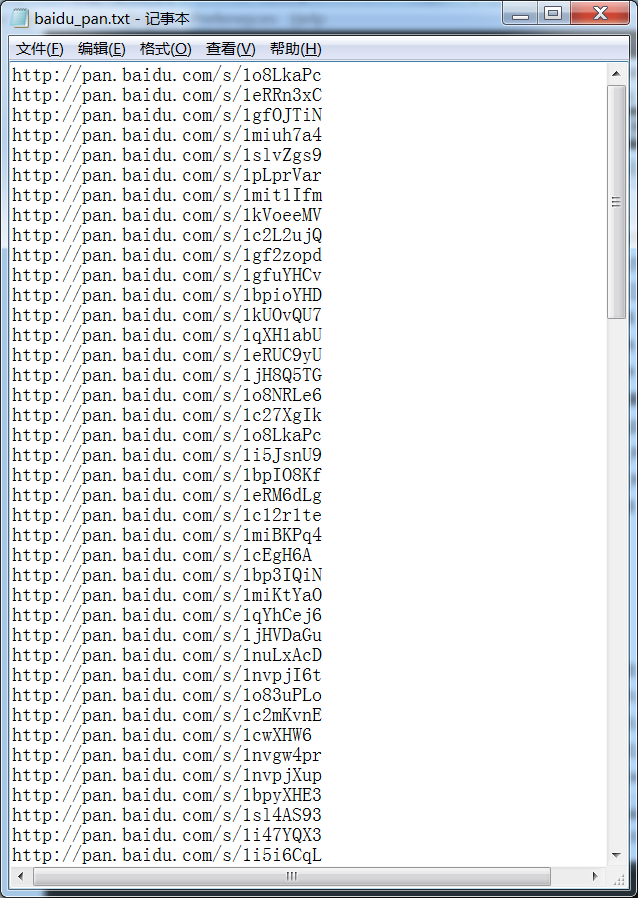 baidu_pan.txt - 记事本
文件(F) 编辑(E) 格式(O) 查看(V) 帮助(H)
http://pan.baidu.com/s/1o8LkaPc
http://pan.baidu.com/s/1eRRn3xC
http://pan.baidu.com/s/1gfOJTiN
http://pan.baidu.com/s/1miuh7a4
http://pan.baidu.com/s/1slvZgs9
http://pan.baidu.com/s/1pLprVar
http://pan.baidu.com/s/1mit1Ifm
http://pan.baidu.com/s/1kVoeeMV
http://pan.baidu.com/s/1c2L2ujQ
http://pan.baidu.com/s/1gf2zopd
http://pan.baidu.com/s/1gfuYHCv
http://pan.baidu.com/s/1bpioYHD
http://pan.baidu.com/s/1kUOvQU7
http://pan.baidu.com/s/1qXH1abU
http://pan.baidu.com/s/1eRUC9yU
http://pan.baidu.com/s/1jH8Q5TG
http://pan.baidu.com/s/1o8NRLe6
http://pan.baidu.com/s/1c27XgIk
http://pan.baidu.com/s/1o8LkaPc
http://pan.baidu.com/s/1i5JsnU9
http://pan.baidu.com/s/1bpIO8Kf
http://pan.baidu.com/s/1eRM6dLg
http://pan.baidu.com/s/1c12r1te
http://pan.baidu.com/s/1miBKPq4
http://pan.baidu.com/s/1cEgH6A
http://pan.baidu.com/s/1bp3IQiN
http://pan.baidu.com/s/1miKtYaO
http://pan.baidu.com/s/1qYhCej6
http://pan.baidu.com/s/1jHVDaGu
http://pan.baidu.com/s/1nuLxAcD
http://pan.baidu.com/s/1nvpjI6t
http://pan.baidu.com/s/1o83uPLo
http://pan.baidu.com/s/1c2mKvnE
http://pan.baidu.com/s/1cwXHW6
http://pan.baidu.com/s/1nvgw4pr
http://pan.baidu.com/s/1nvpjXup
http://pan.baidu.com/s/1bpyXHE3
http://pan.baidu.com/s/1sl4AS93
http://pan.baidu.com/s/1i47YQX3
http://pan.baidu.com/s/1i5i6CqL